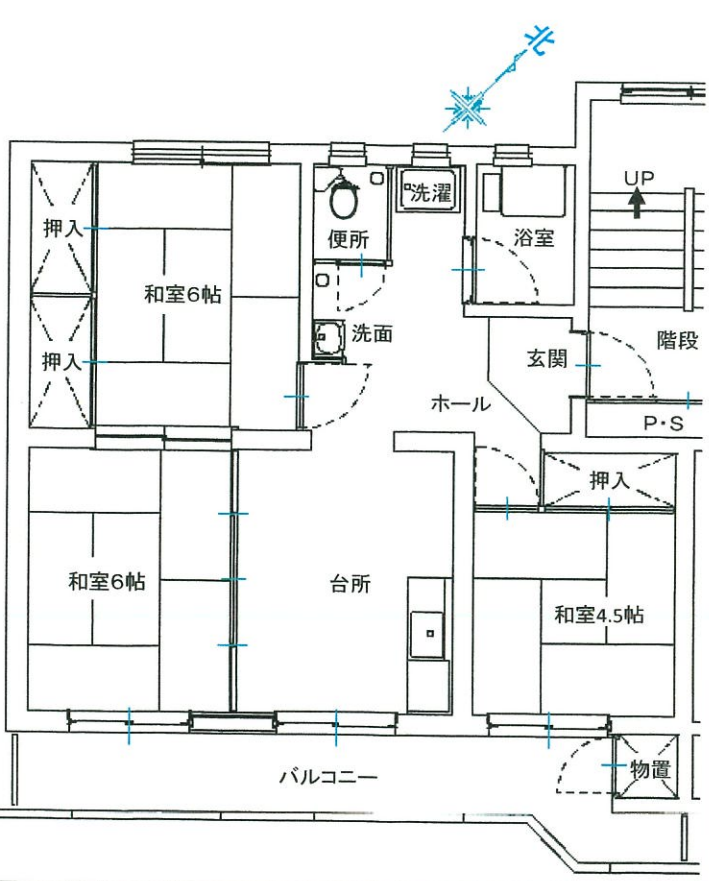 北
UP
押入
便所
洗濯
浴室
和室6帖
押入
洗面
玄関
階段
ホール
P・S
押入
和室6帖
台所
和室4.5帖
バルコニー
物置